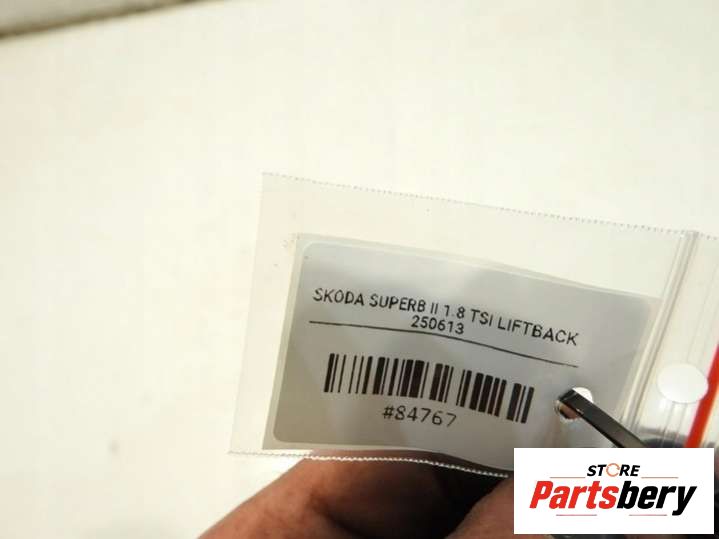 SKODA SUPERB II 1.8 TSI LIFTBACK
250613
#84767
STORE
Partsbery